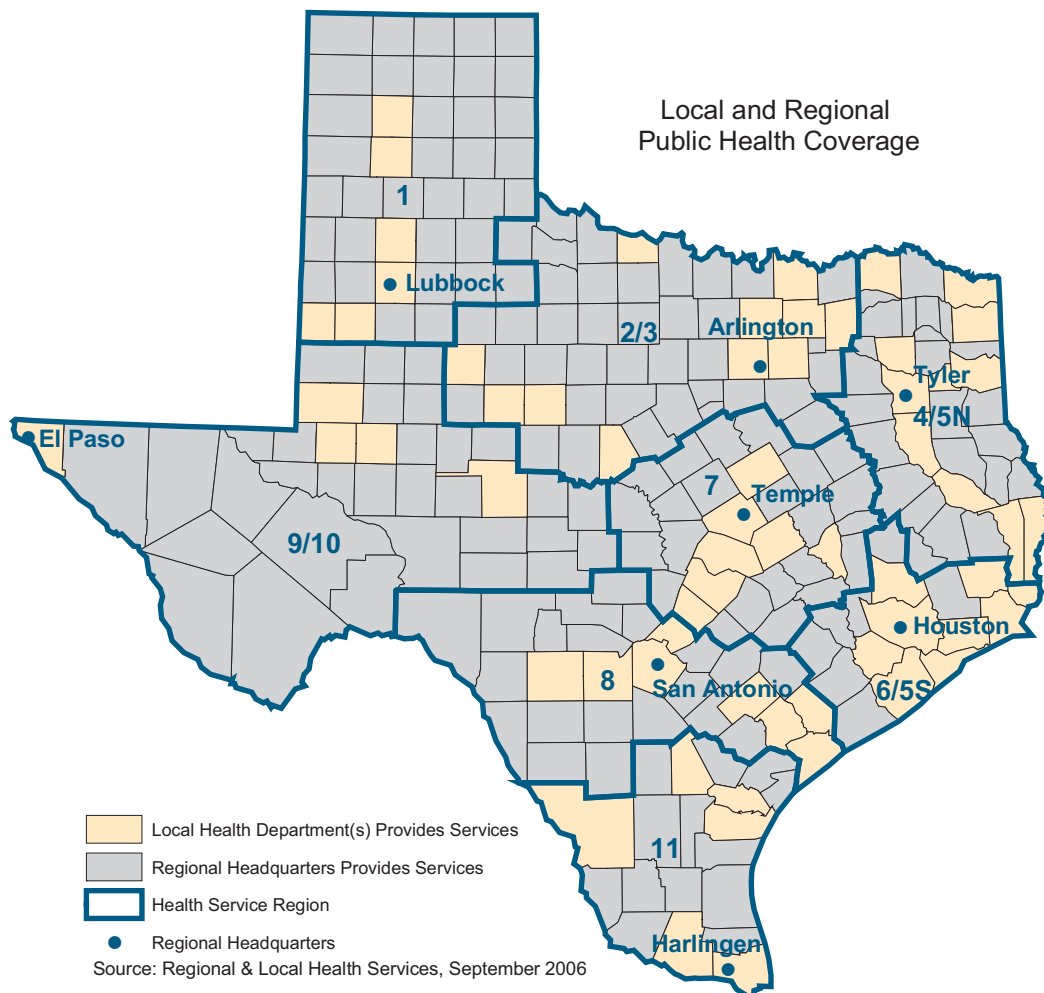 Local and Regional
Public Health Coverage
1
Lubbock
2/3
Arlington
Tyler
4/5N
El Paso
7
Temple
9/10
Houston
8
San Antonio
6/5S
11
Harlingen
Local Health Department(s) Provides Services
Regional Headquarters Provides Services
Health Service Region
Regional Headquarters
Source: Regional & Local Health Services, September 2006